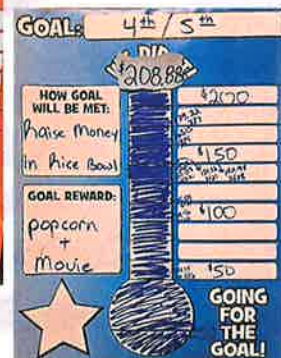 GOAL: 4th / 5th
$208.88
HOW GOAL
WILL BE MET:
Raise Money
In Rice Bowl
GOAL REWARD:
popcorn
+
Movie
$200
$150
$100
$50
GOING
FOR
THE
GOAL!